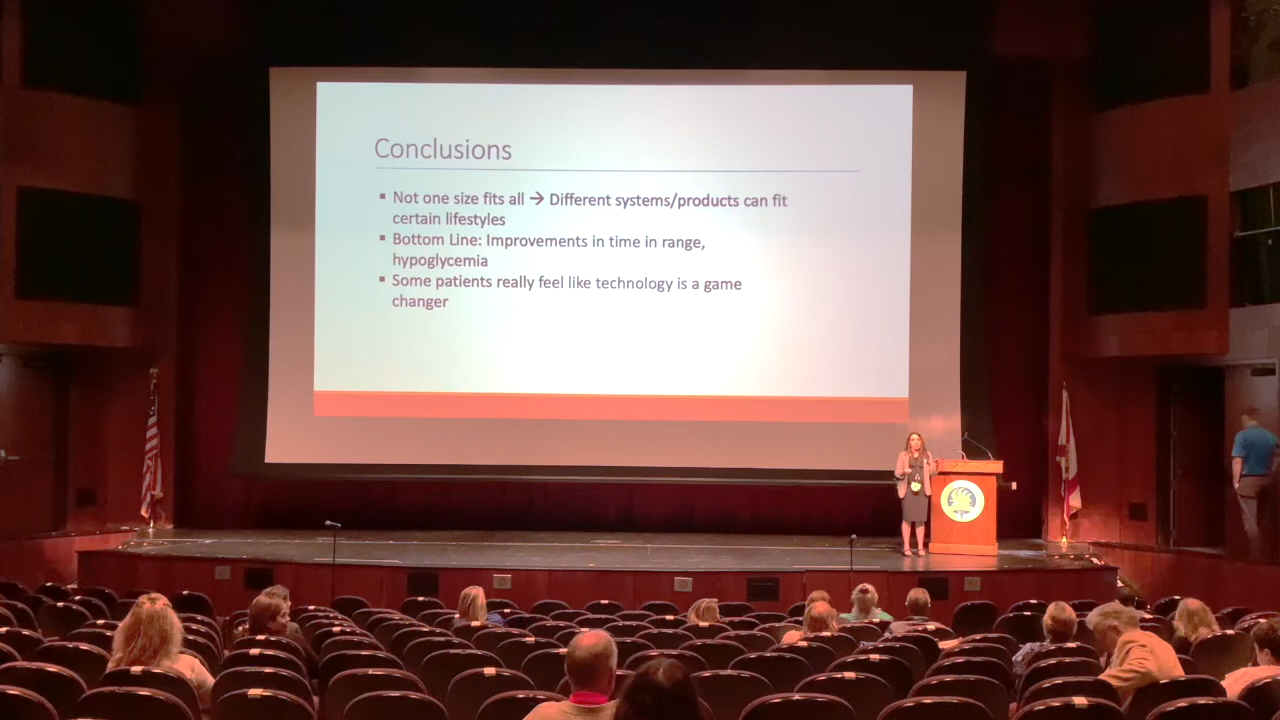 Conclusions
▪ Not one size fits all → Different systems/products can fit
certain lifestyles
▪ Bottom Line: Improvements in time in range,
hypoglycemia
▪ Some patients really feel like technology is a game
changer